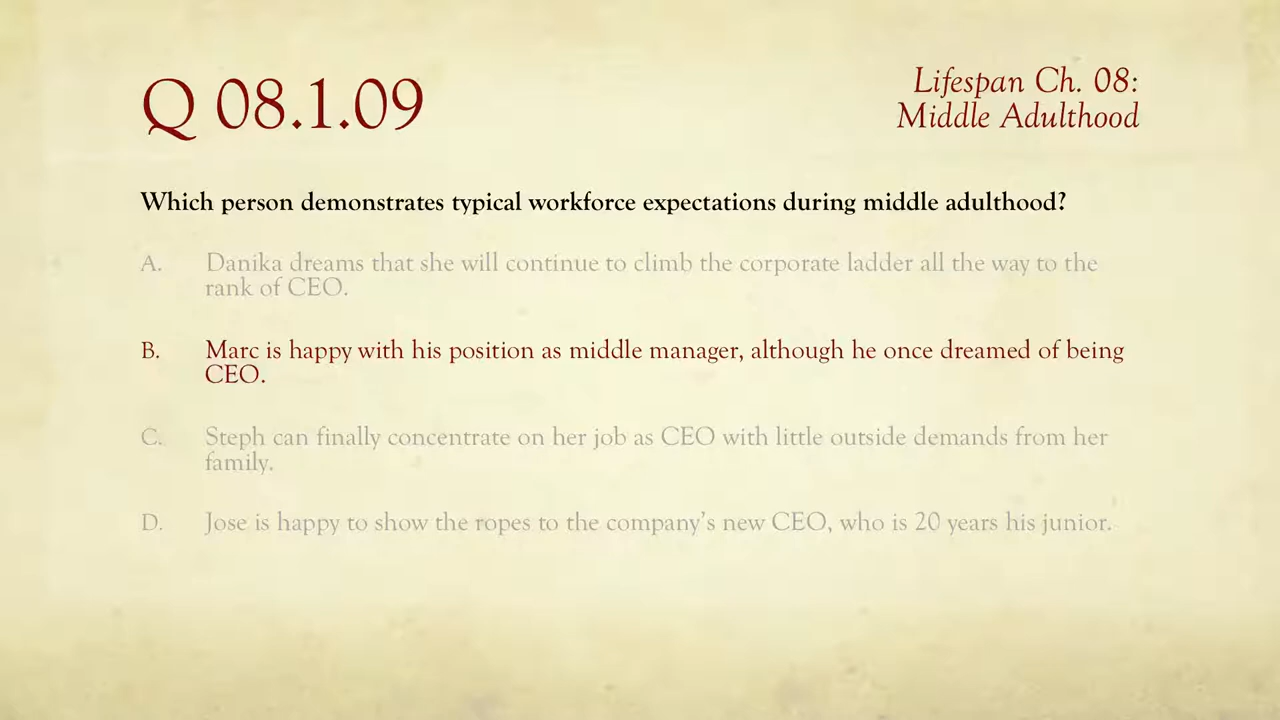 Q 08.1.09
Lifespan Ch. 08:
Middle Adulthood
Which person demonstrates typical workforce expectations during middle adulthood?
A. Danika dreams that she will continue to climb the corporate ladder all the way to the
rank of CEO.
B. Marc is happy with his position as middle manager, although he once dreamed of being
CEO.
C. Steph can finally concentrate on her job as CEO with little outside demands from her
family.
D. Jose is happy to show the ropes to the company's new CEO, who is 20 years his junior.